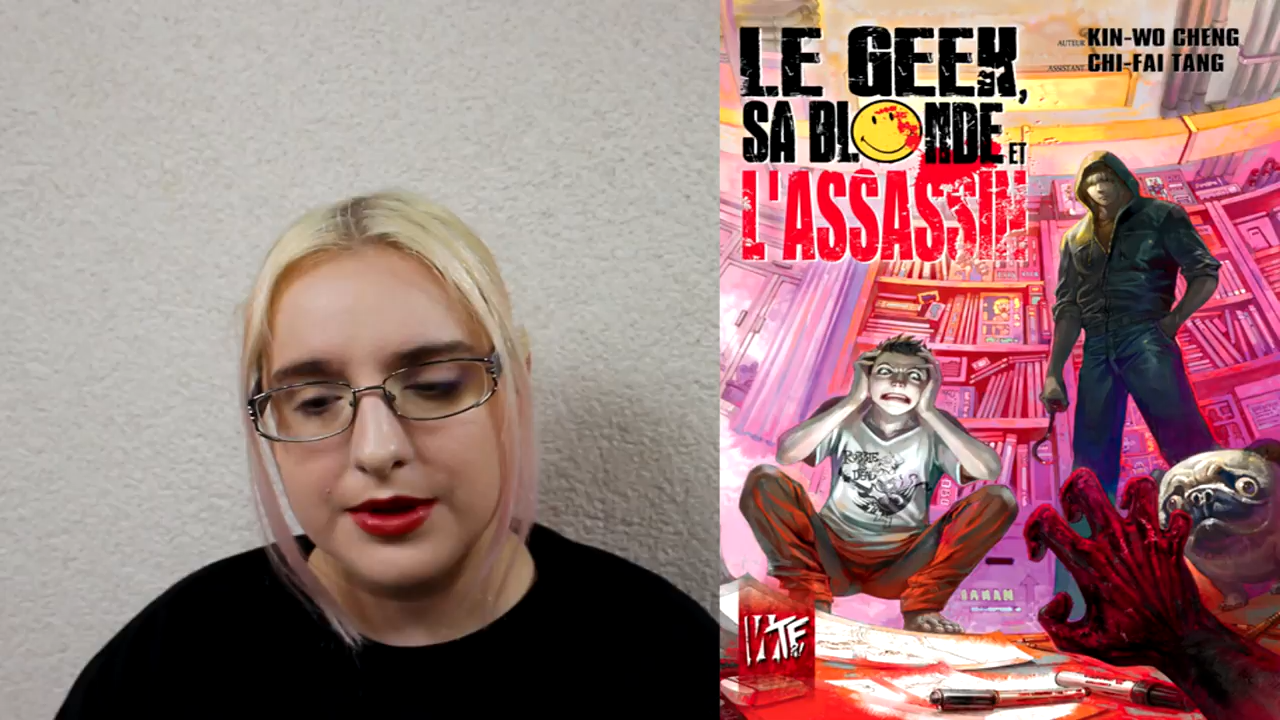 LE GEEK,
SA BLONDE ET
L'ASSASSIN
AUTEUR KIN-WO CHENG
ASSISTANT CHI-FAI TANG